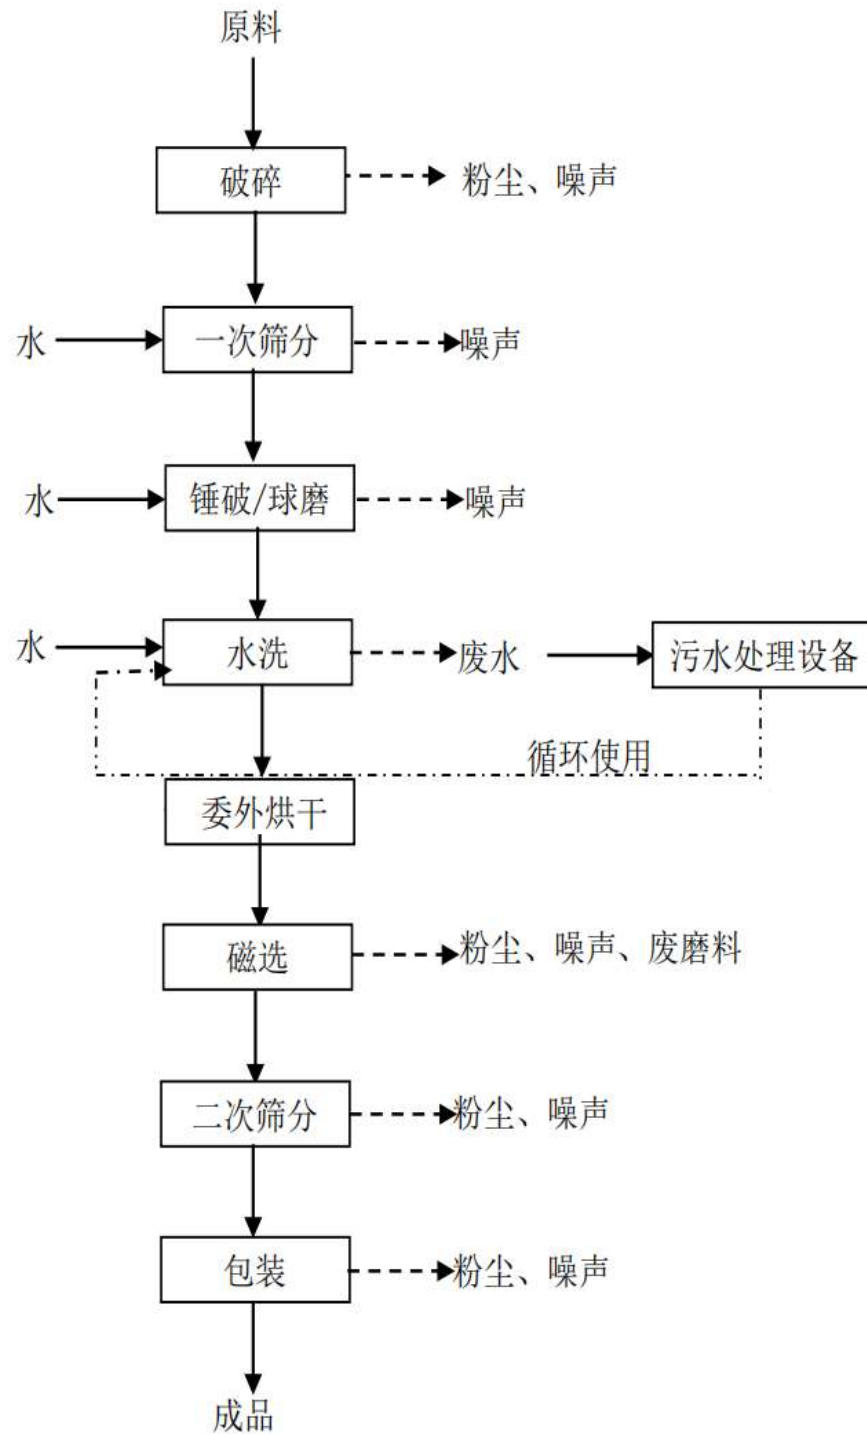 原料
破碎
粉尘、噪声
水
一次筛分
噪声
水
锤破/球磨
噪声
水
水洗
废水
污水处理设备
循环使用
委外烘干
磁选
粉尘、噪声、废磨料
二次筛分
粉尘、噪声
包装
粉尘、噪声
成品